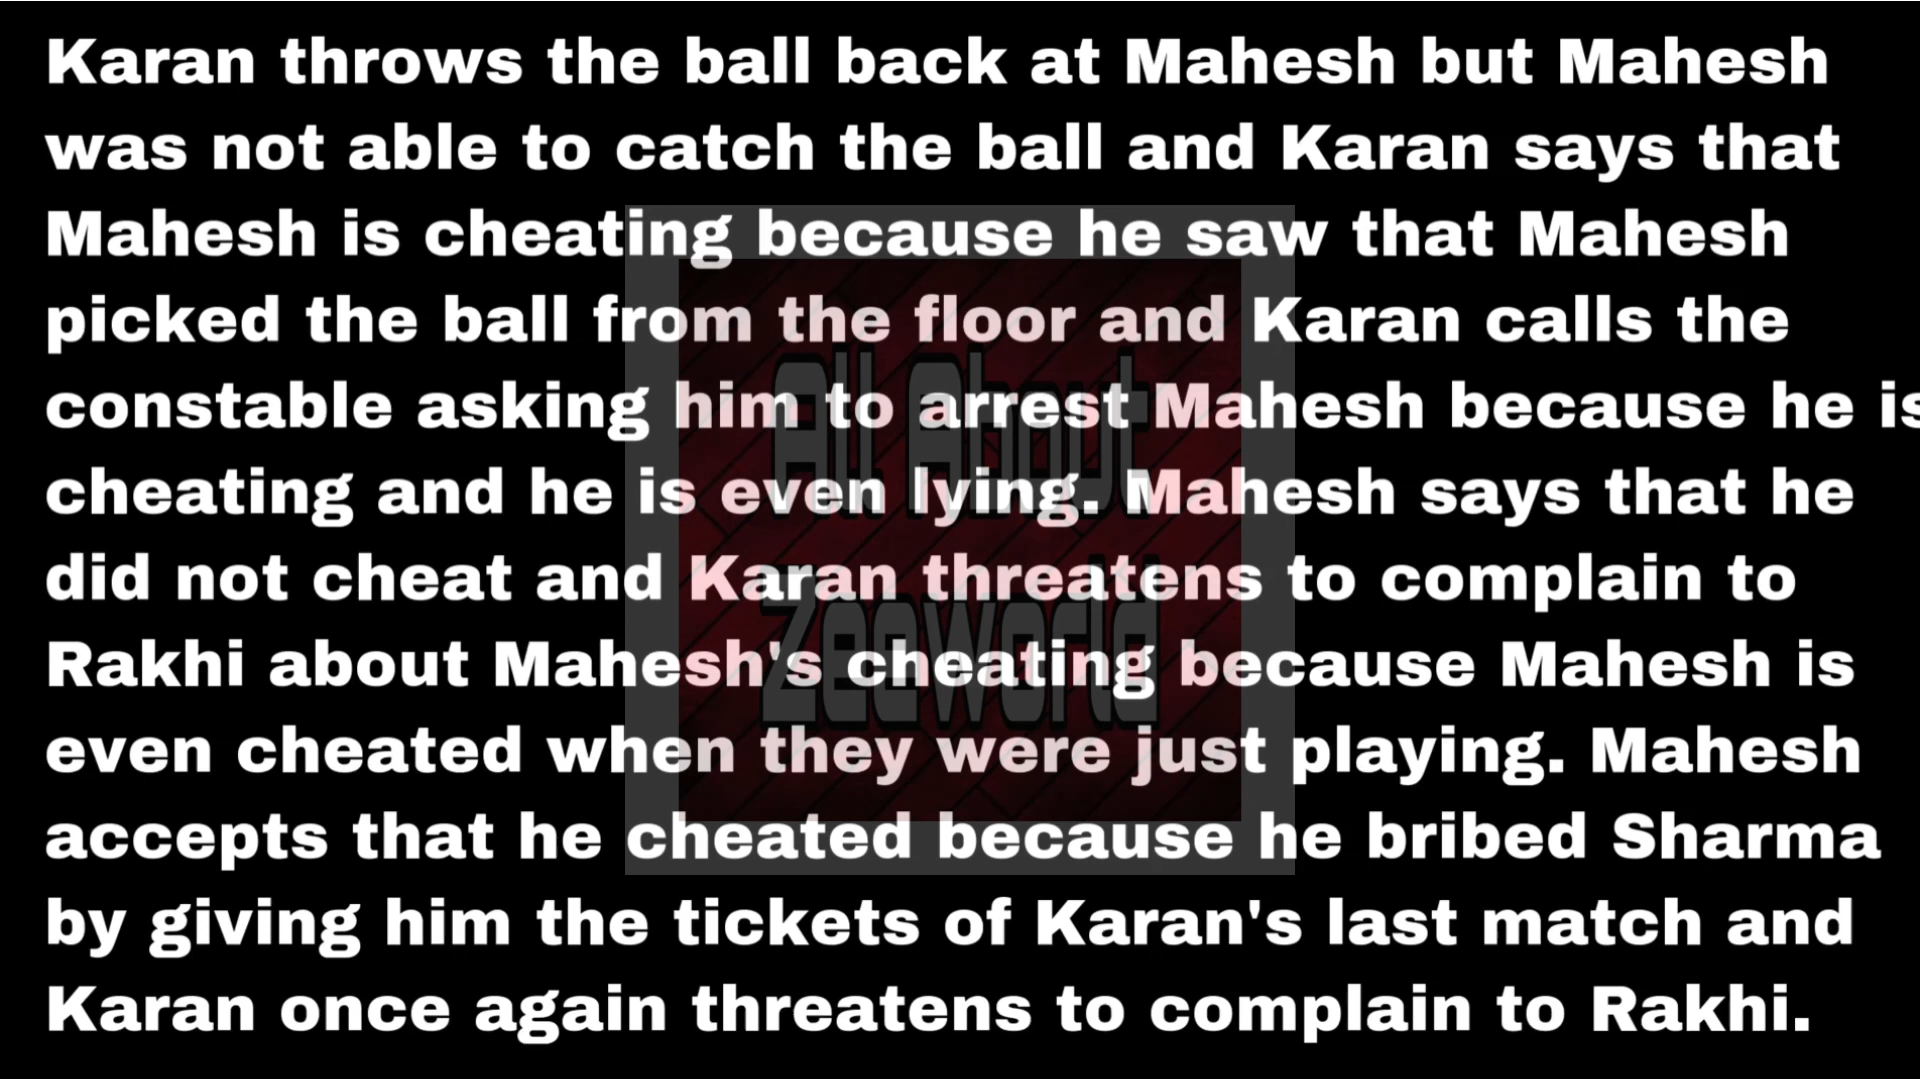 Karan throws the ball back at Mahesh but Mahesh
was not able to catch the ball and Karan says that
Mahesh is cheating because he saw that Mahesh
picked the ball from the floor and Karan calls the
constable asking him to arrest Mahesh because he is
cheating and he is even lying. Mahesh says that he
did not cheat and Karan threatens to complain to
Rakhi about Mahesh's cheating because Mahesh is
even cheated when they were just playing. Mahesh
accepts that he cheated because he bribed Sharma
by giving him the tickets of Karan's last match and
Karan once again threatens to complain to Rakhi.
All About
Zeeworld